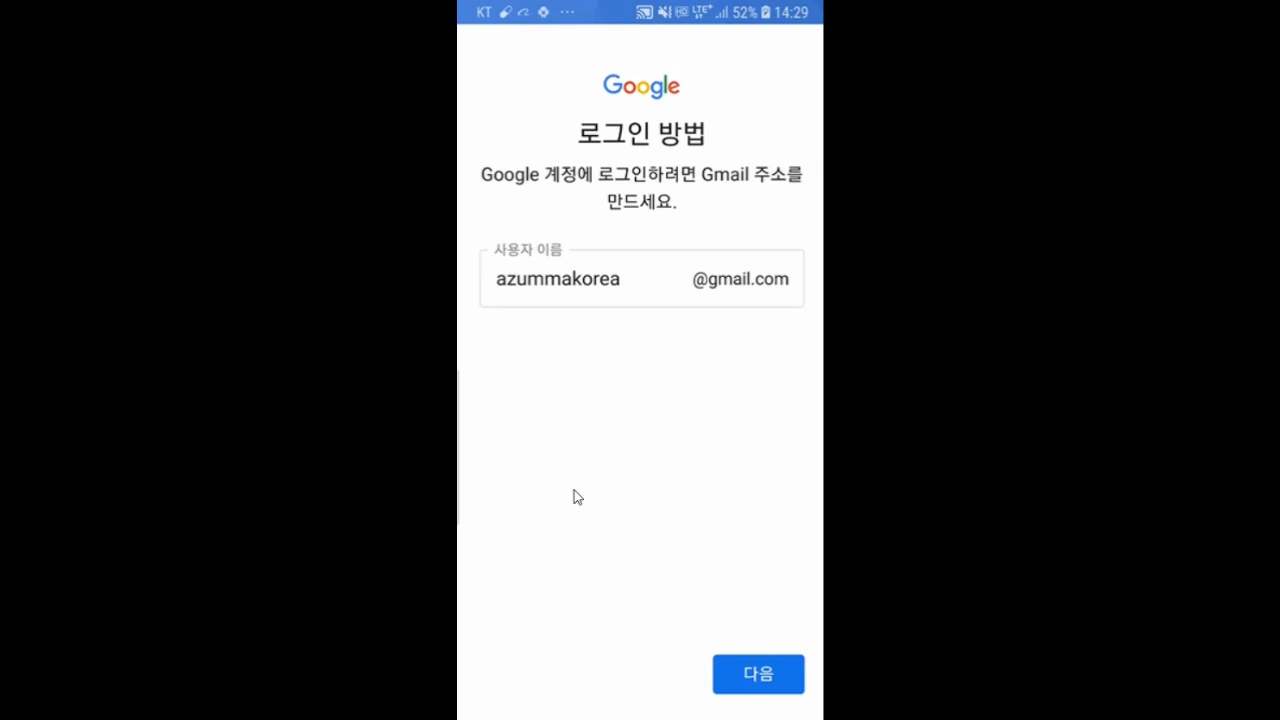 KT ··· LTE+ 52% 14:29
Google
로그인 방법
Google 계정에 로그인하려면 Gmail 주소를
만드세요.
사용자 이름
azummakorea @gmail.com
다음